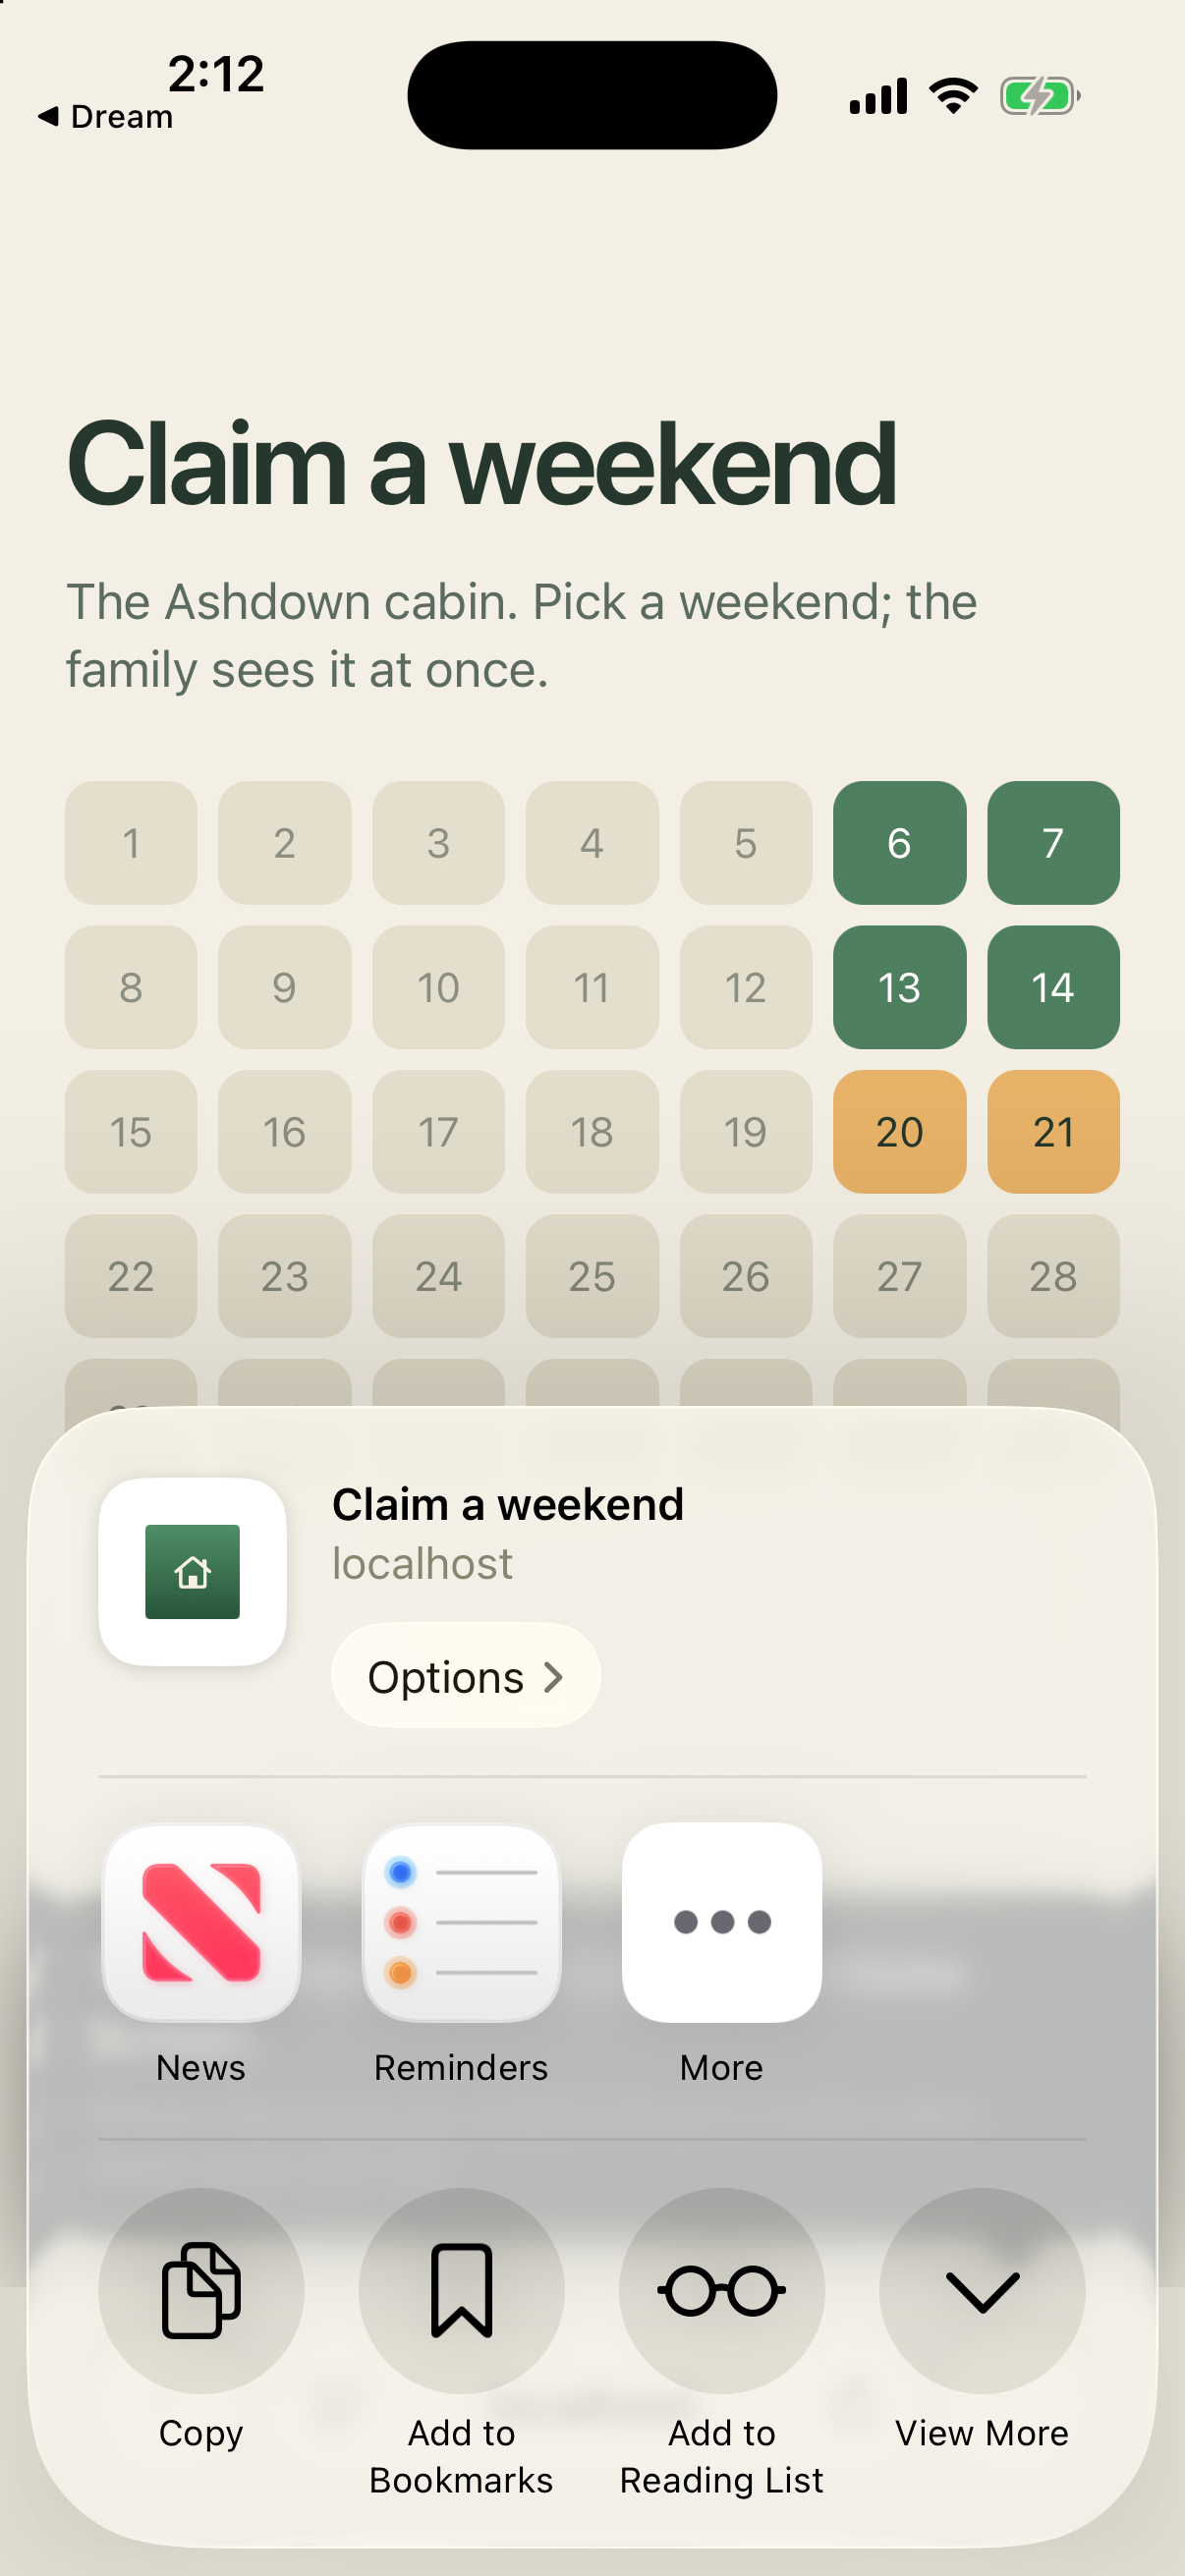 2:12
◀ Dream
Claim a weekend
The Ashdown cabin. Pick a weekend; the
family sees it at once.
1 2 3 4 5 6 7
8 9 10 11 12 13 14
15 16 17 18 19 20 21
22 23 24 25 26 27 28
Claim a weekend
localhost
Options
News Reminders More
Copy Add to Bookmarks Add to Reading List View More